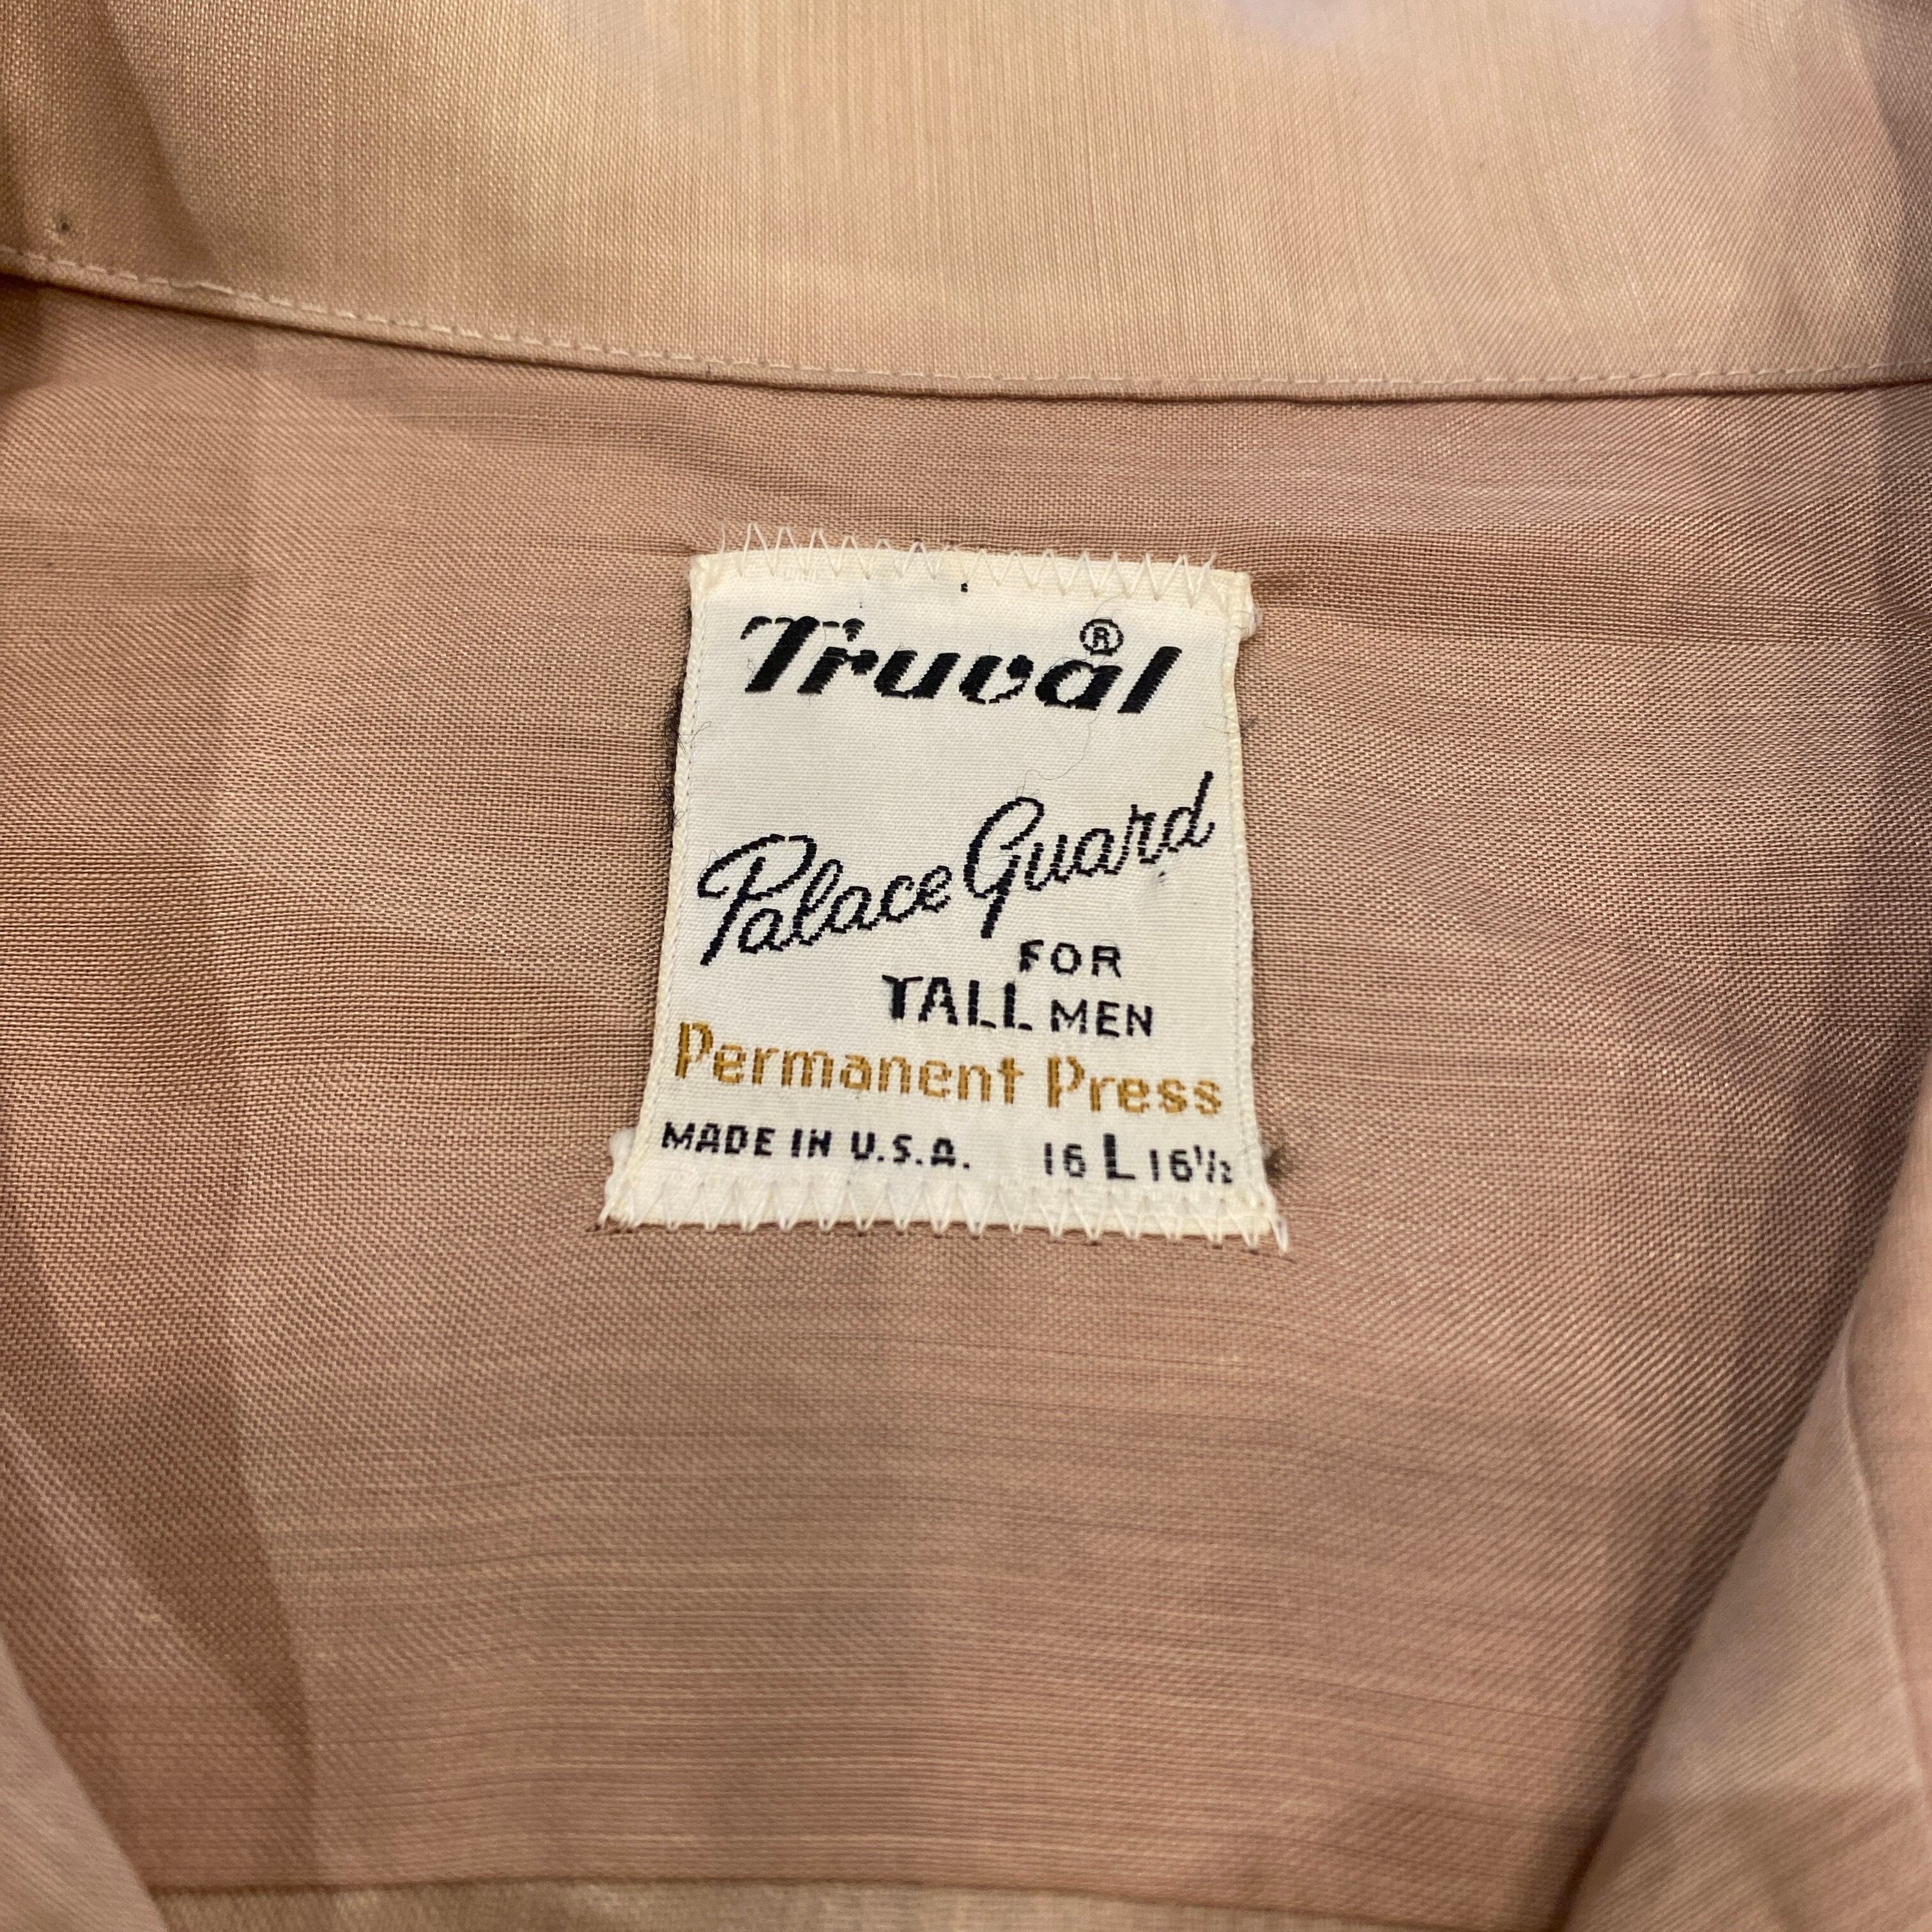 Truval®
Palace Guard
FOR
TALL MEN
Permanent Press
MADE IN U.S.A. 16 L 16½